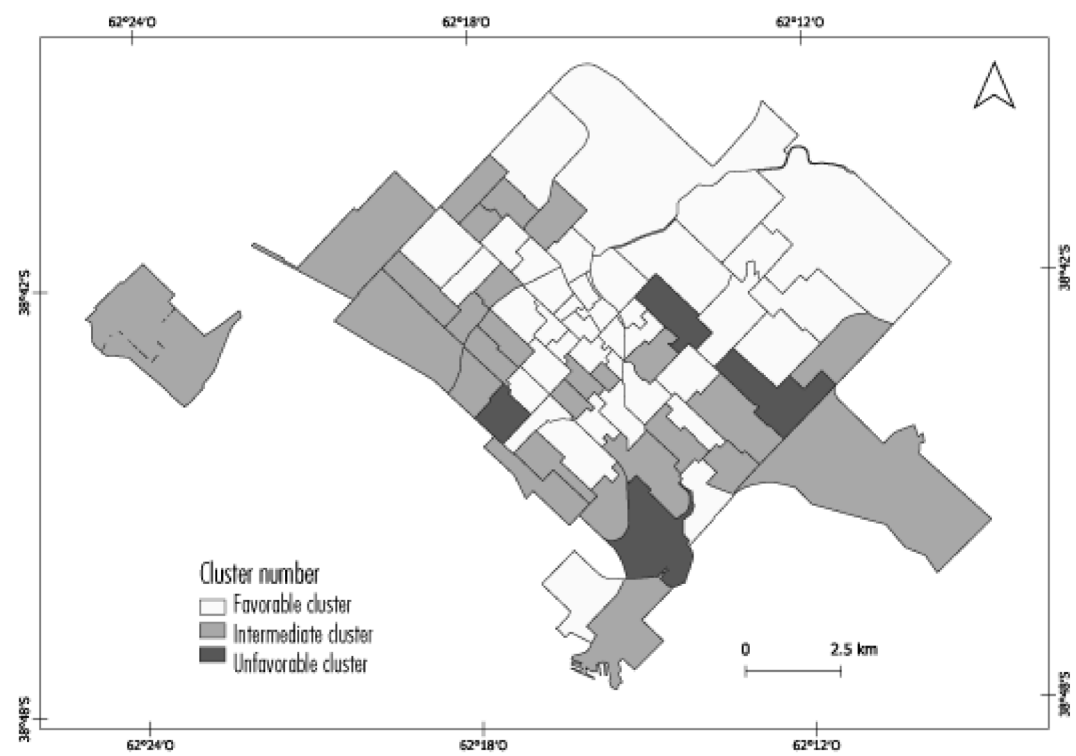 62°24'O 62°18'O 62°12'O
38°42'S
38°42'S
Cluster number
Favorable cluster
Intermediate cluster
Unfavorable cluster
0 2.5 km
38°48'S
38°48'S
62°24'O 62°18'O 62°12'O